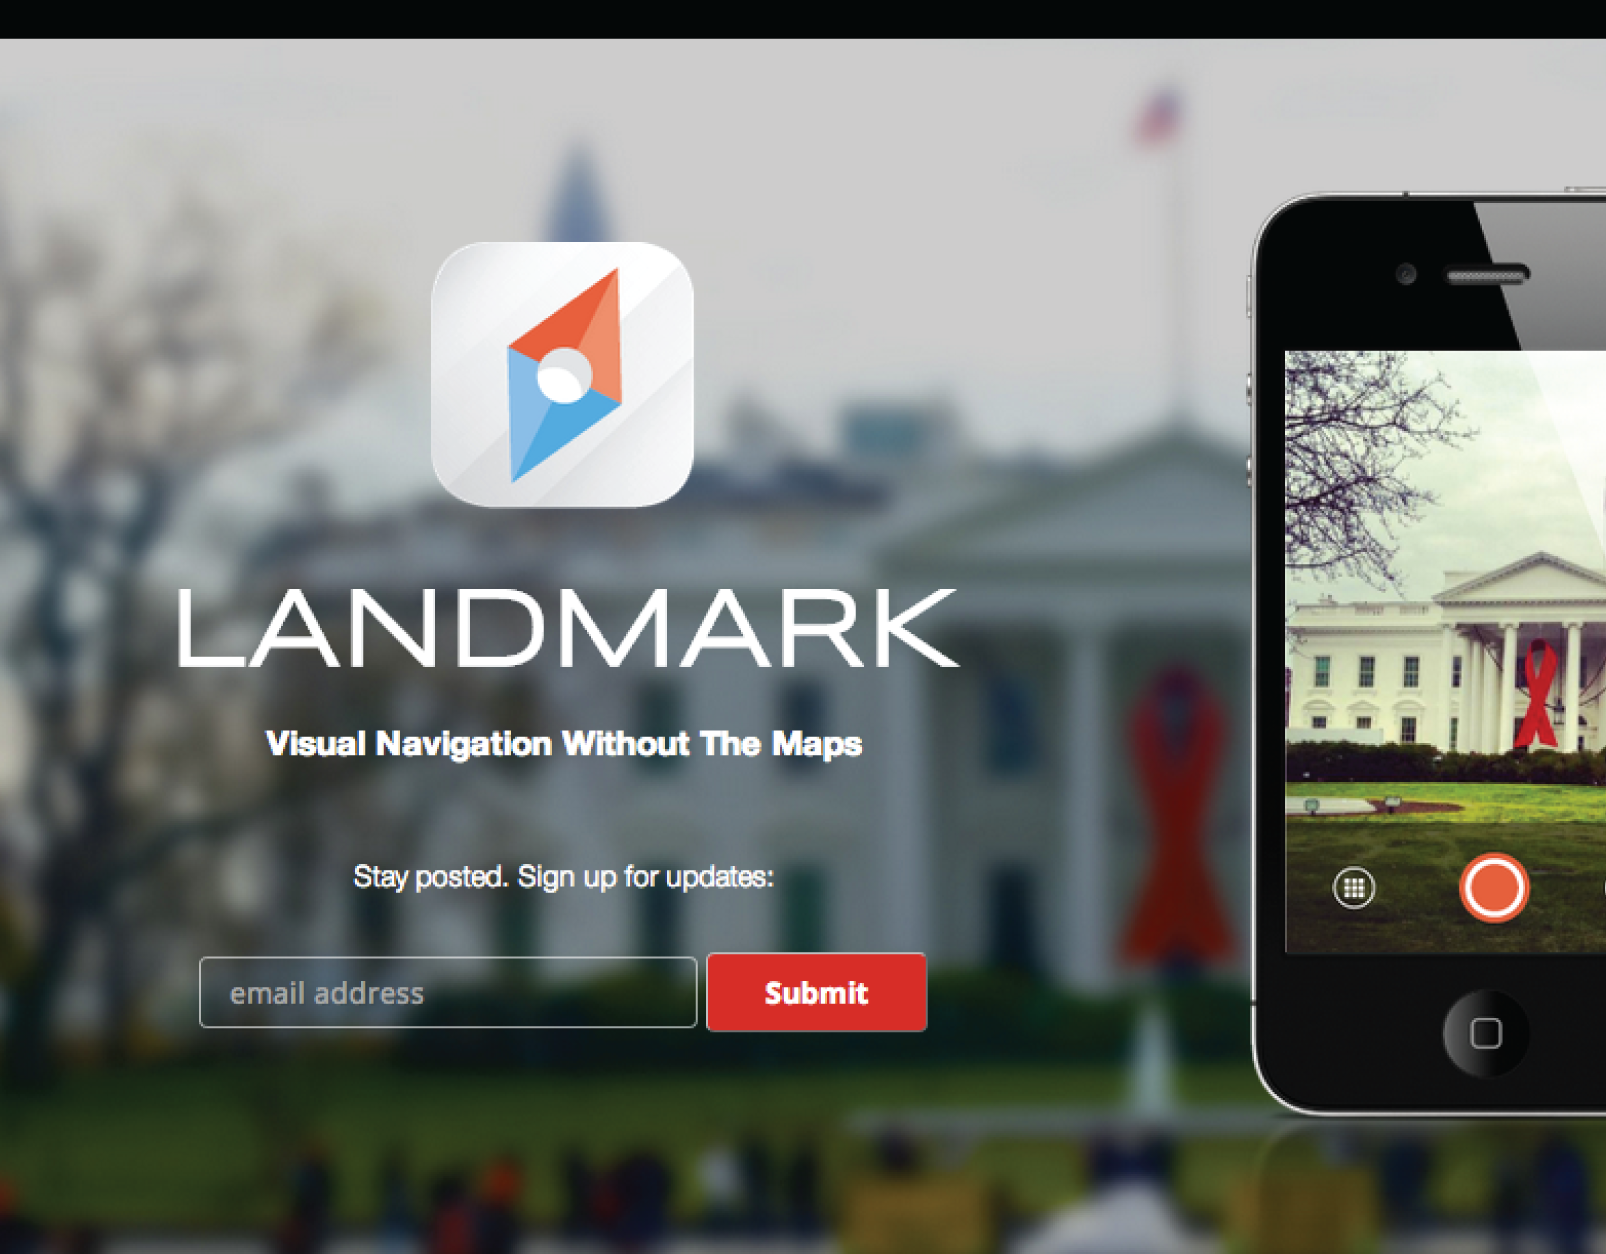 LANDMARK
Visual Navigation Without The Maps
Stay posted. Sign up for updates:
email address
Submit